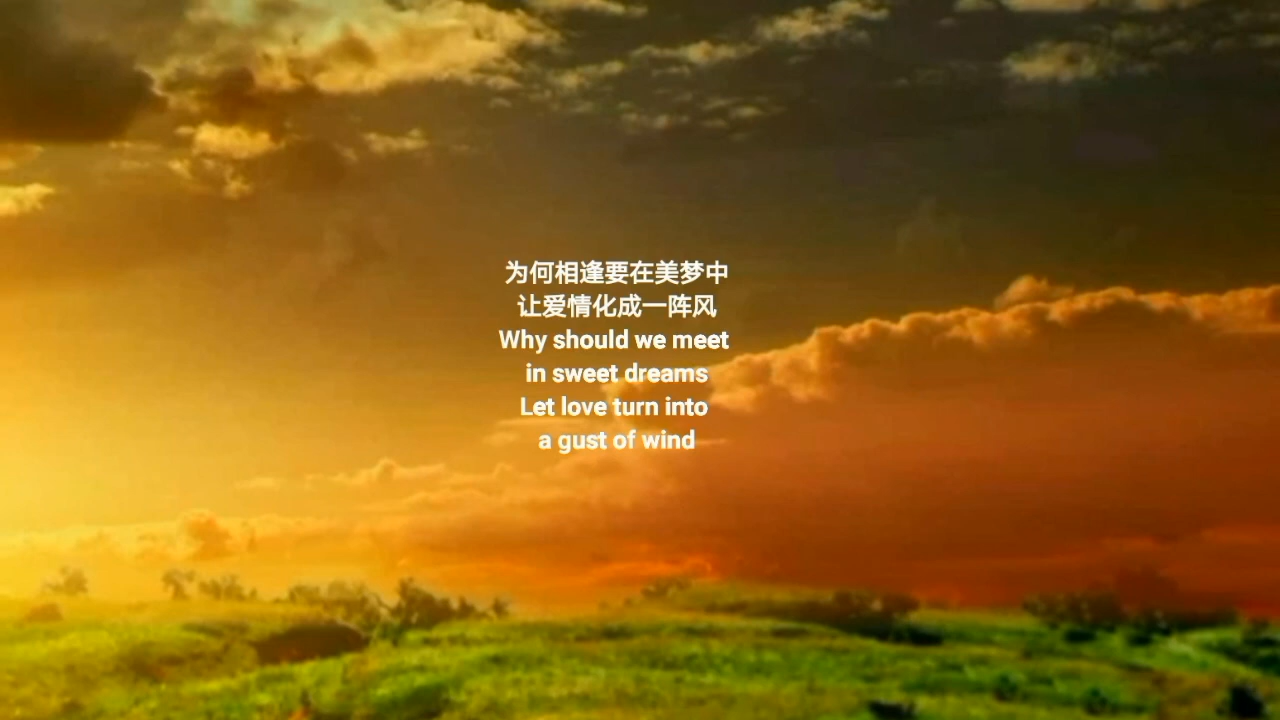 为何相逢要在美梦中
让爱情化成一阵风
Why should we meet
in sweet dreams
Let love turn into
a gust of wind